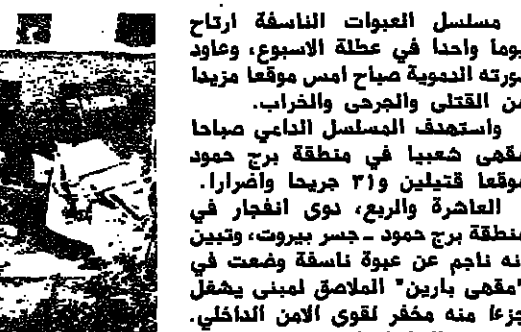 مسلسل العبوات الناسفة ارتاح
يوما واحدا في عطلة الاسبوع، وعاود
دورته الدموية صباح امس موقعا مزيدا
من القتلى والجرحى والخراب.
واستهدف المسلسل الداعي صباحا
مقهى شعبيا في منطقة برج حمود
موقعا قتيلين و٣١ جريحا واضرارا.
العاشرة والربع، دوى انفجار في
منطقة برج حمود - جسر بيروت، وتبين
انه ناجم عن عبوة ناسفة وضعت في
"مقهى بارين" الملاصق لمبنى يشغل
جزءا منه مخفر لقوى الامن الداخلي.